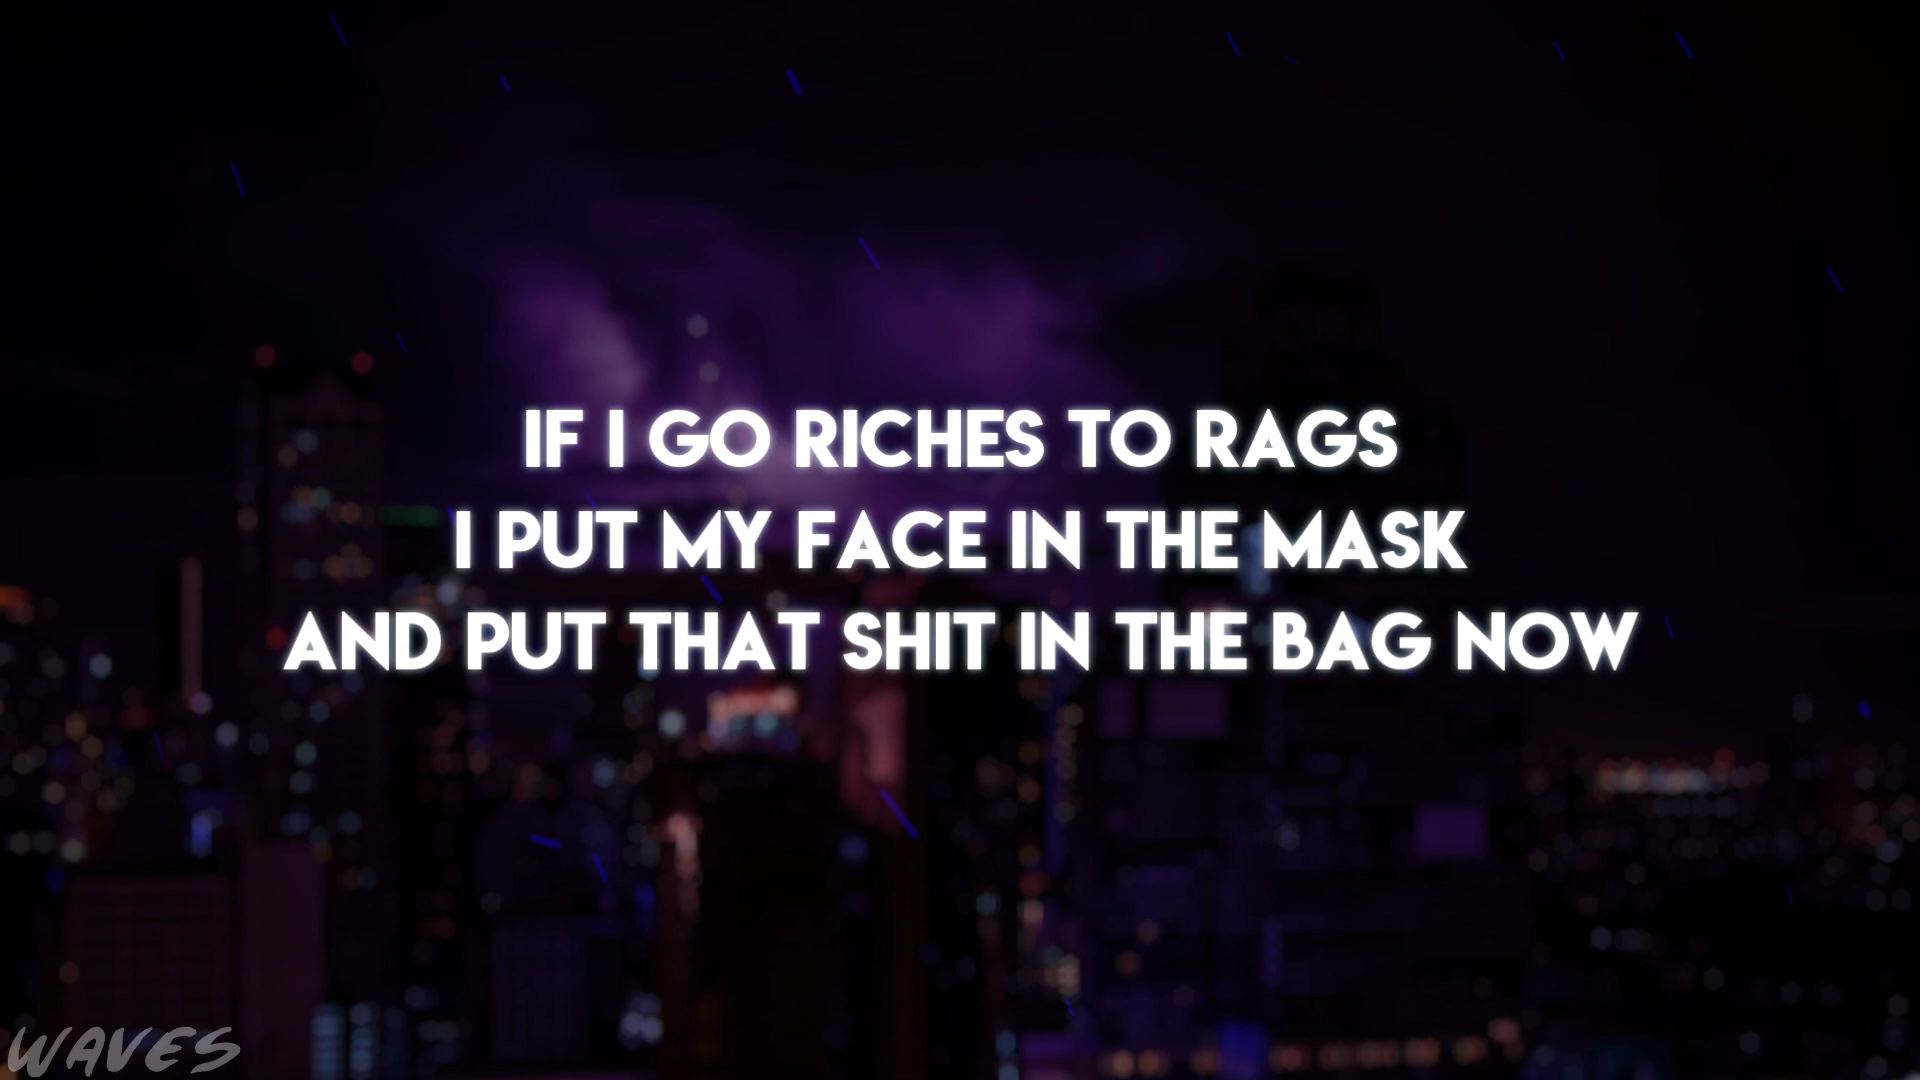 IF I GO RICHES TO RAGS
I PUT MY FACE IN THE MASK
AND PUT THAT SHIT IN THE BAG NOW
WAVES